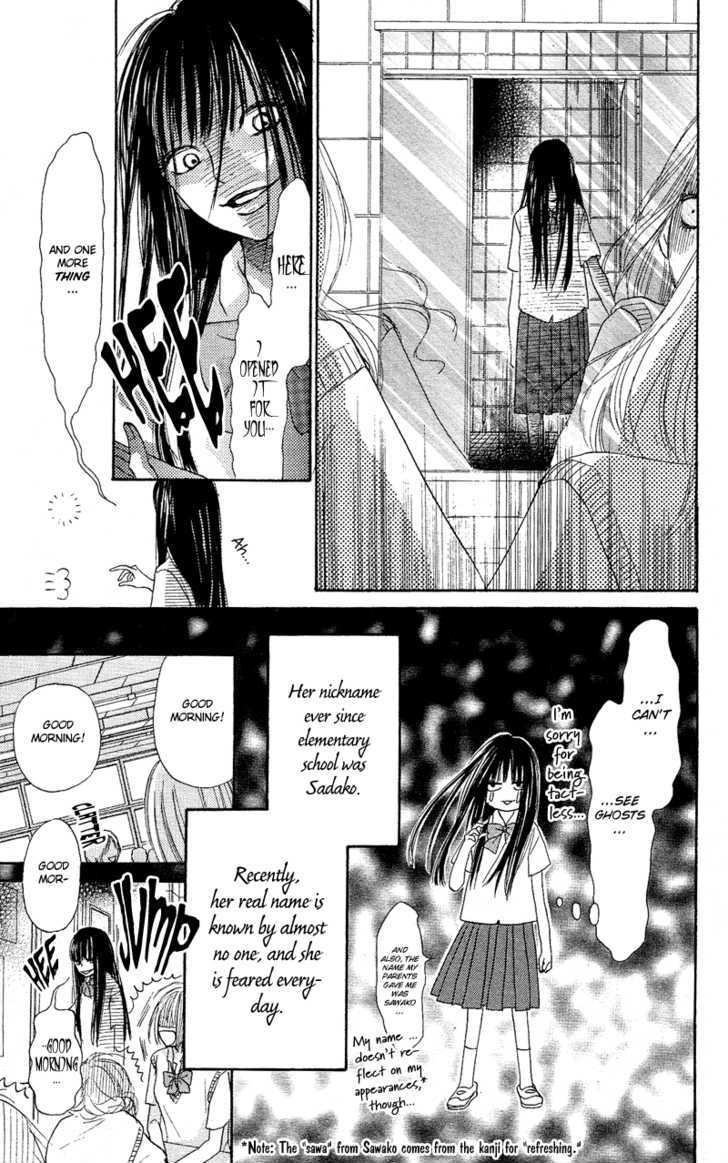 HERE...
I
OPENED
IT FOR
YOU...
HEE
HEE
AND ONE
MORE
THING
...
...I
CAN'T
...
...SEE
GHOSTS
...
I'm
sorry
for
being
tact-
less...
AND
ALSO, THE
NAME MY
PARENTS
GAVE ME
WAS
SAWAKO
...
My name ...
doesn't re-
flect on my
appearances,*
though...
Her nickname
ever since
elementary
school was
Sadako.
Recently,
her real name is
known by almost
no one, and she
is feared every-
day.
GOOD
MORNING!
GOOD
MORNING!
CLITTER
GOOD
MOR-
JUMP
HEE
..GOOD
MORNING
...
*Note: The "sawa" from Sawako comes from the kanji for "refreshing."